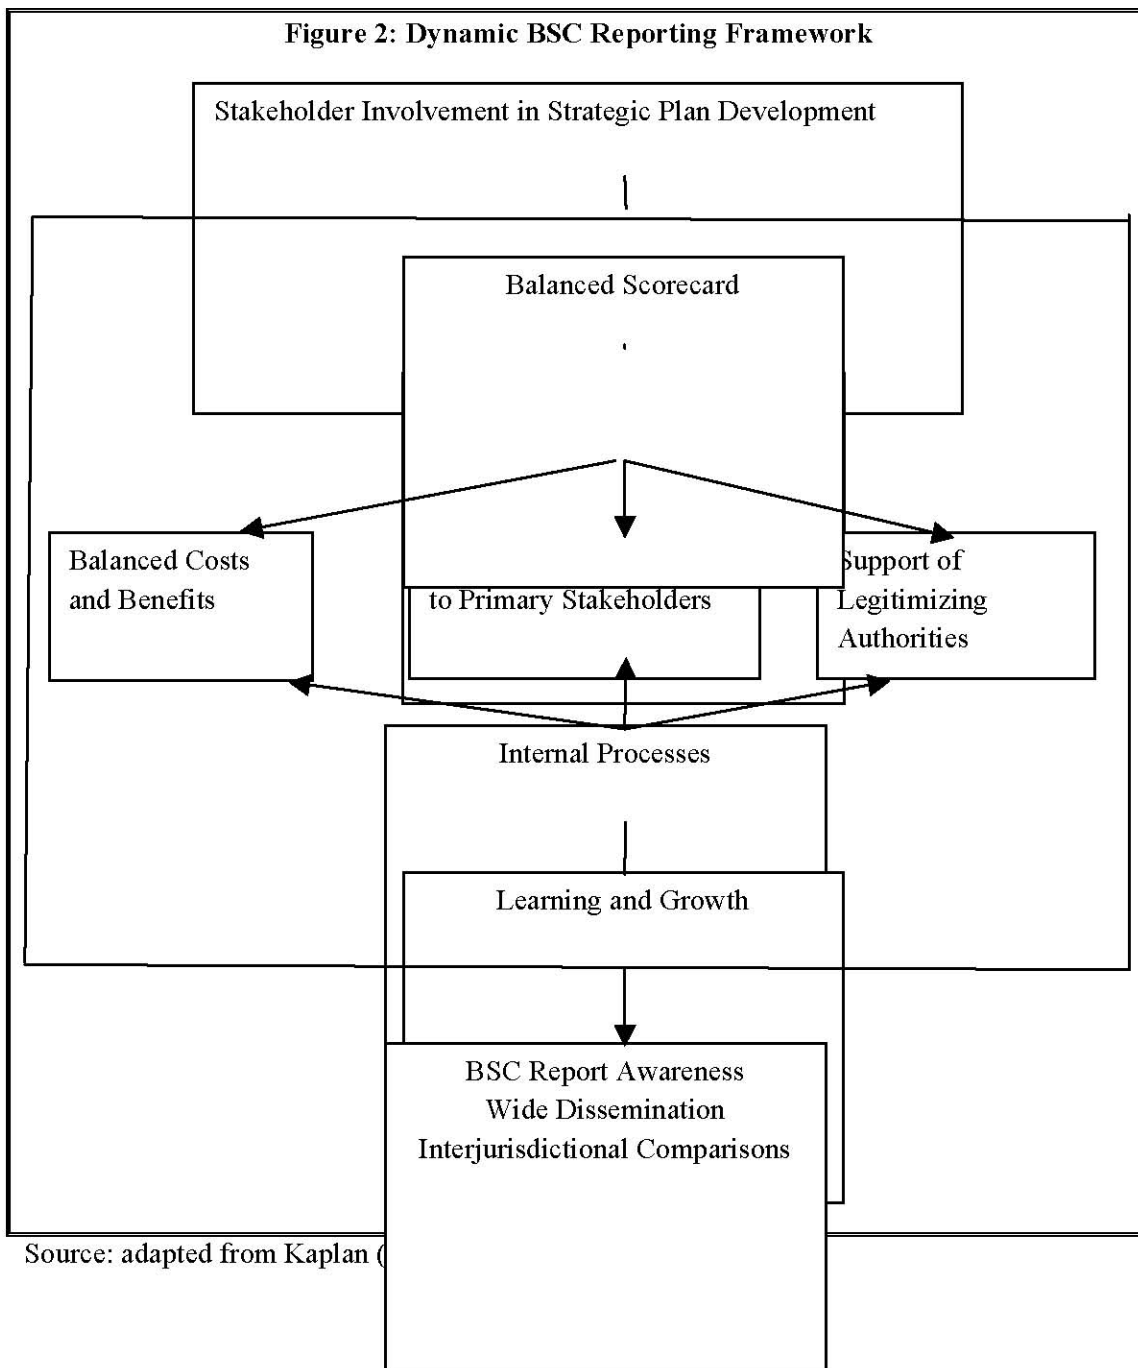 Figure 2: Dynamic BSC Reporting Framework
Stakeholder Involvement in Strategic Plan Development
Balanced Scorecard
Balanced Costs
and Benefits
to Primary Stakeholders
Support of
Legitimizing
Authorities
Internal Processes
Learning and Growth
BSC Report Awareness
Wide Dissemination
Interjurisdictional Comparisons
Source: adapted from Kaplan (